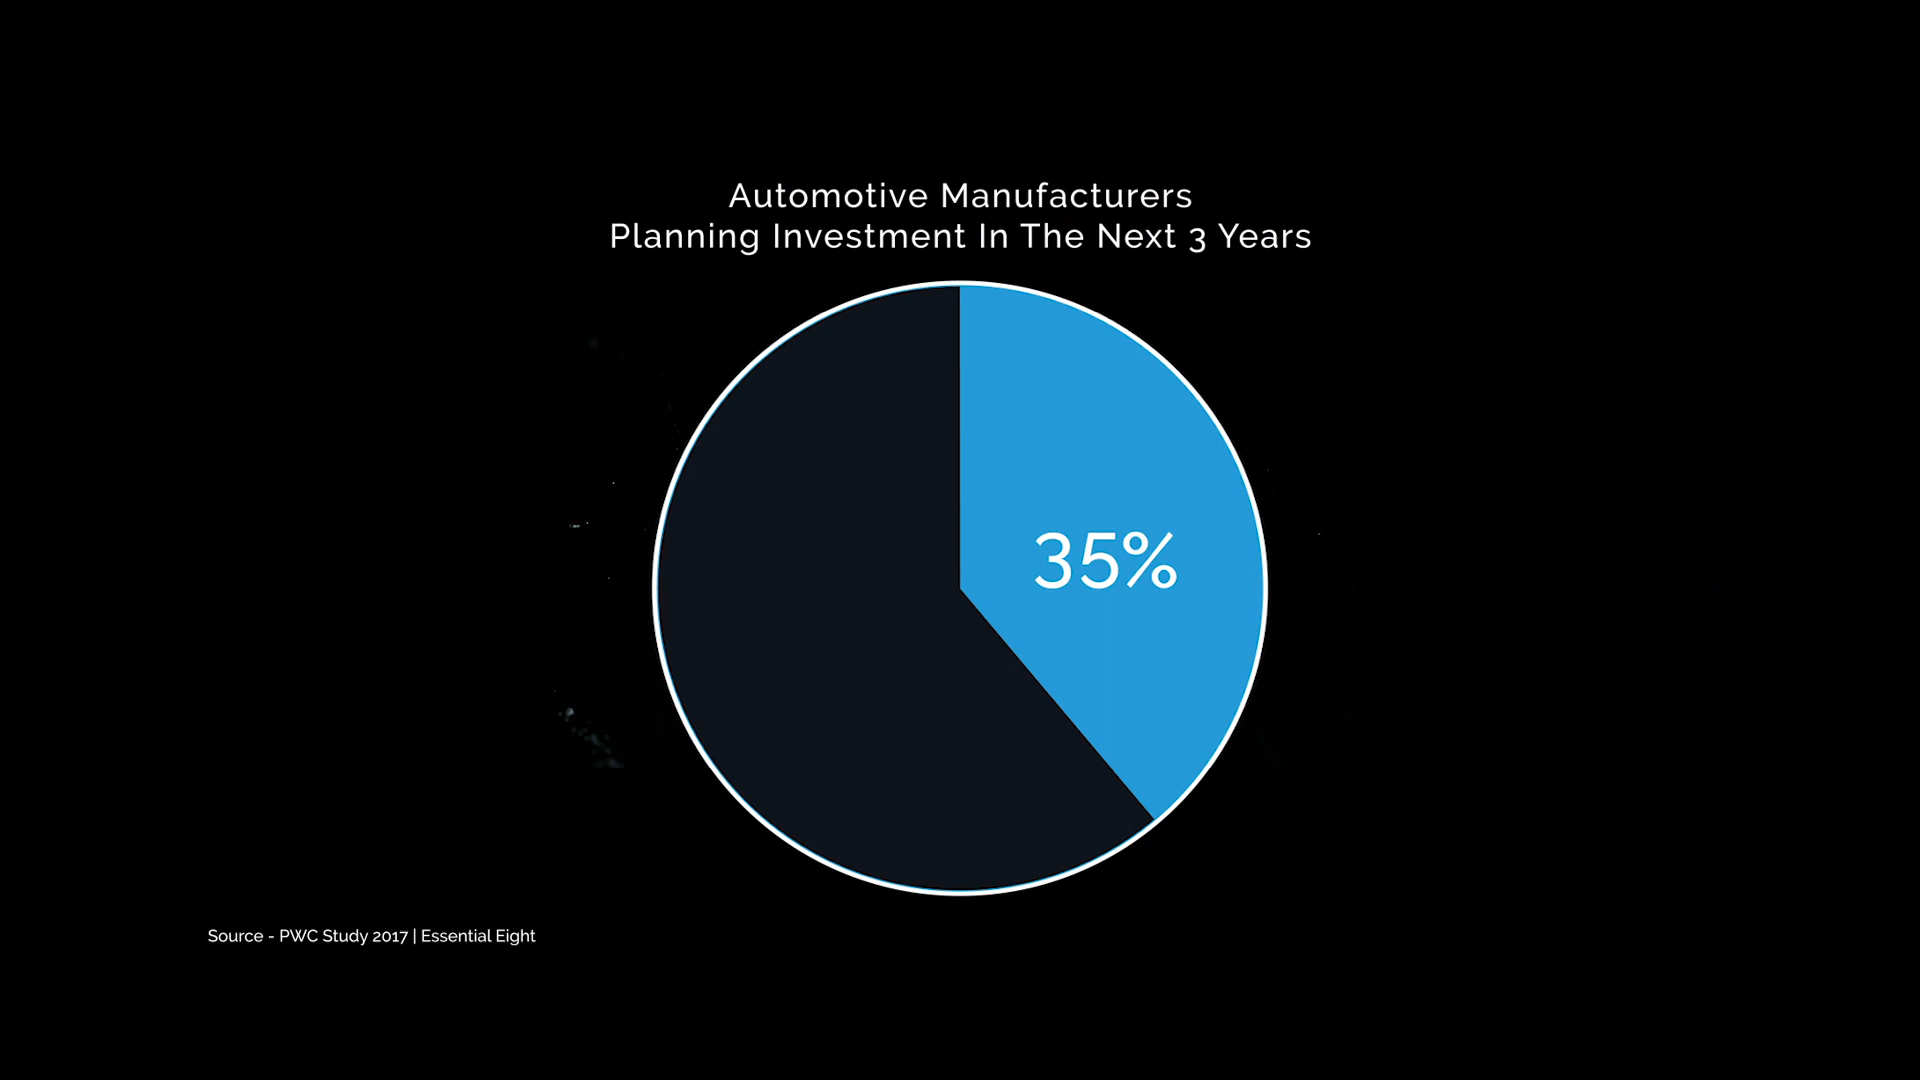 Automotive Manufacturers
Planning Investment In The Next 3 Years
35%
Source - PWC Study 2017 | Essential Eight